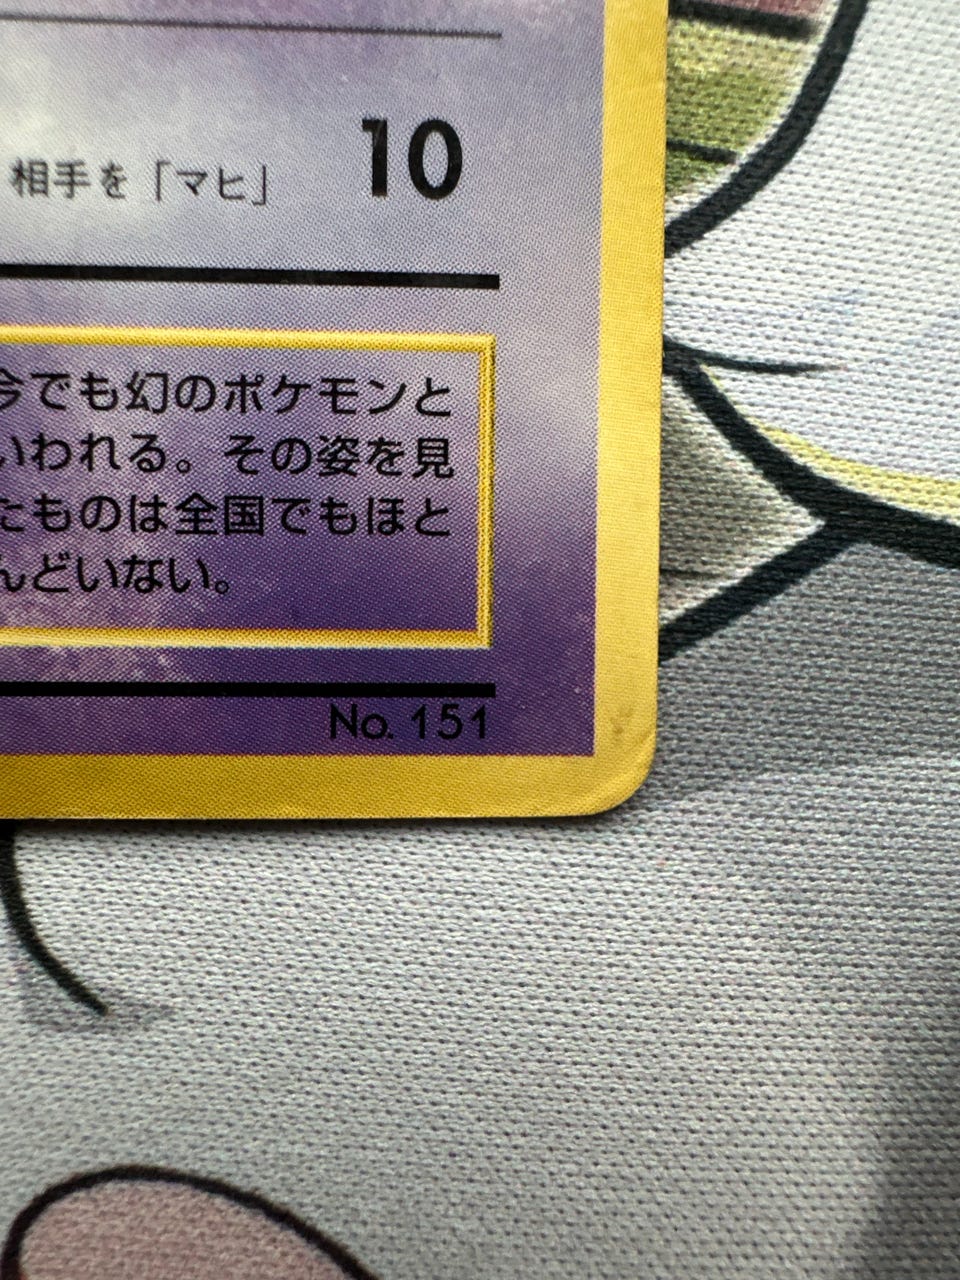 10
相手を「マヒ」
今でも幻のポケモンと
いわれる。その姿を見
たものは全国でもほと
んどいない。
No. 151